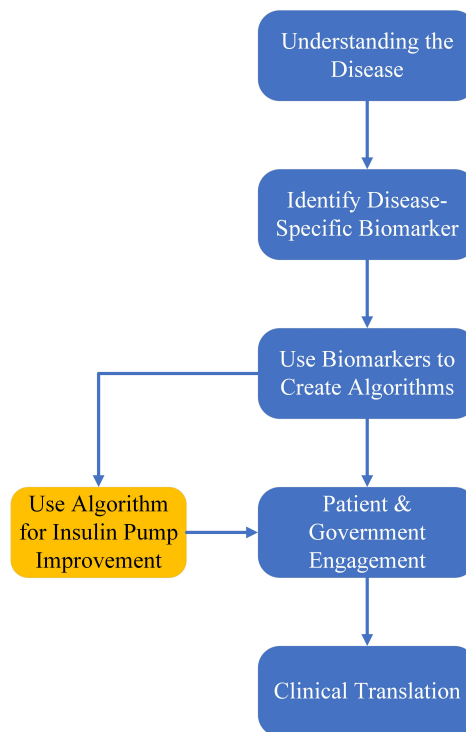 Understanding the
Disease
Identify Disease-
Specific Biomarker
Use Biomarkers to
Create Algorithms
Use Algorithm
for Insulin Pump
Improvement
Patient &
Government
Engagement
Clinical Translation